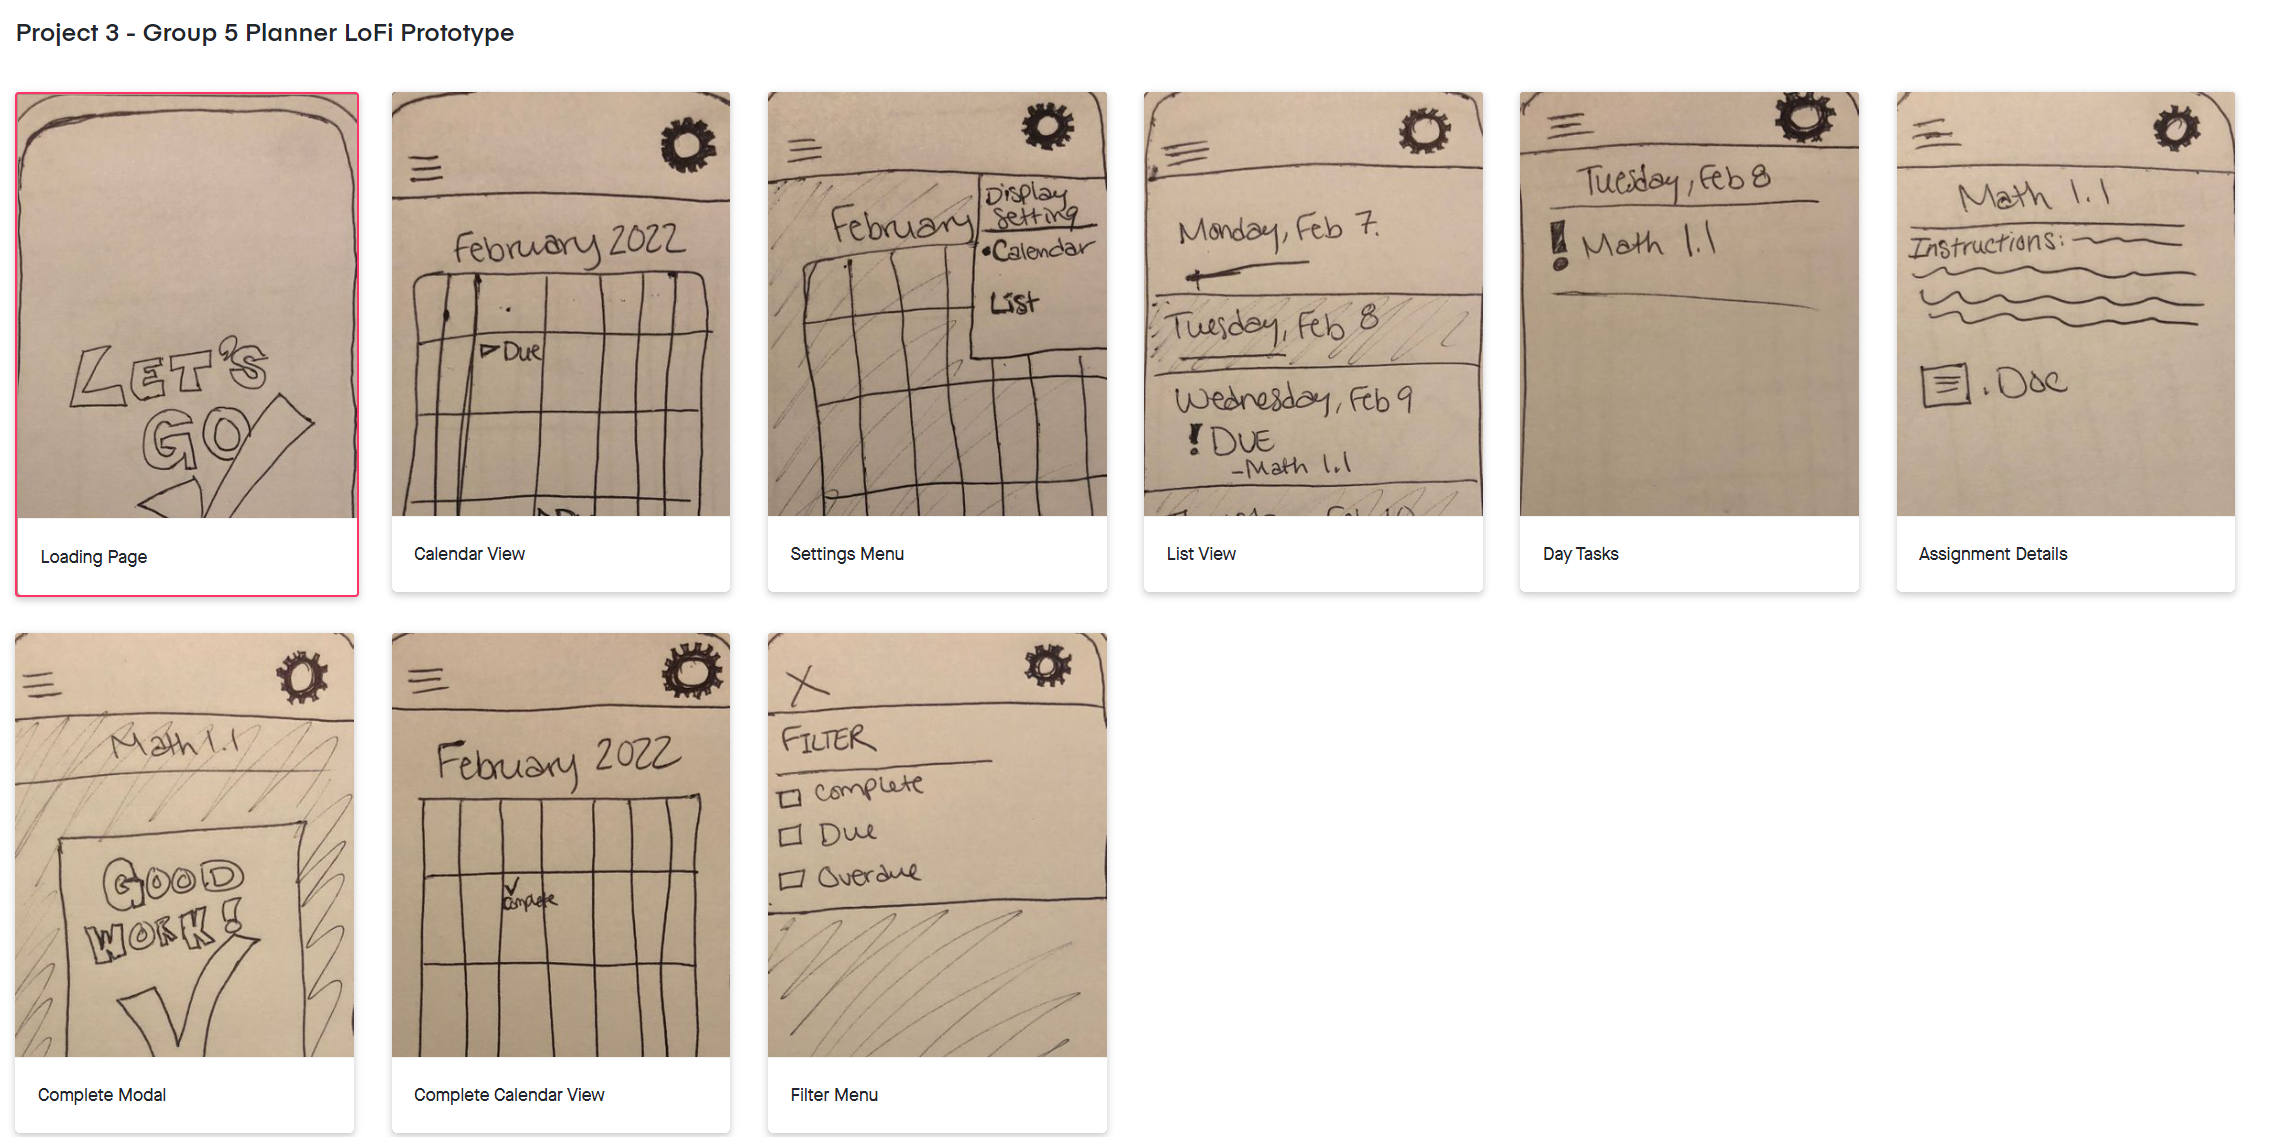 Project 3 - Group 5 Planner LoFi Prototype
LET'S
GO
Loading Page
February 2022
Due
Calendar View
Display
Setting
February
•Calendar
List
Settings Menu
Monday, Feb 7.
Tuesday, Feb 8
Wednesday, Feb 9
! DUE
-Math 1.1
List View
Tuesday, Feb 8
! Math 1.1
Day Tasks
Math 1.1
Instructions:
.Doc
Assignment Details
Math 1.1
GOOD
WORK!
Complete Modal
February 2022
Complete
Complete Calendar View
FILTER
Complete
Due
Overdue
Filter Menu